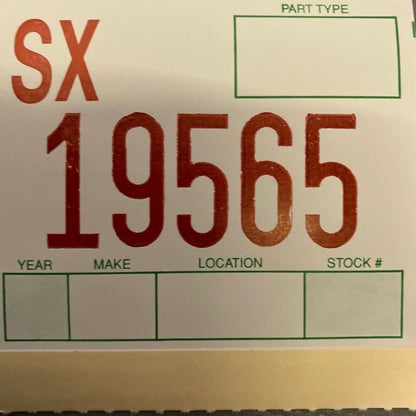 PART TYPE
SX
19565
YEAR MAKE LOCATION STOCK #